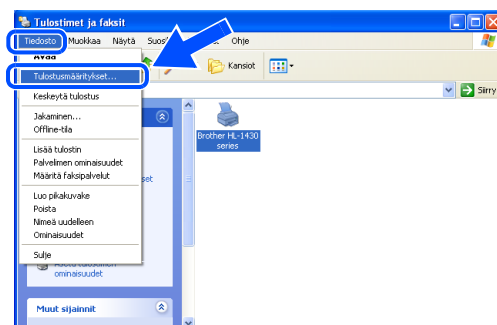 Tulostimet ja faksit
Tiedosto Muokkaa Näytä Ohje
Avaa
Kansiot
Tulostusmääritykset...
Siirry
Keskeytä tulostus
Jakaminen...
Offline-tila
Lisää tulostin
Palvelimen ominaisuudet
Määritä faksipalvelut
Luo pikakuvake
Poista
Nimeä uudelleen
Ominaisuudet
Sulje
Brother HL-1430
series
ominaisuudet
Muut sijainnit